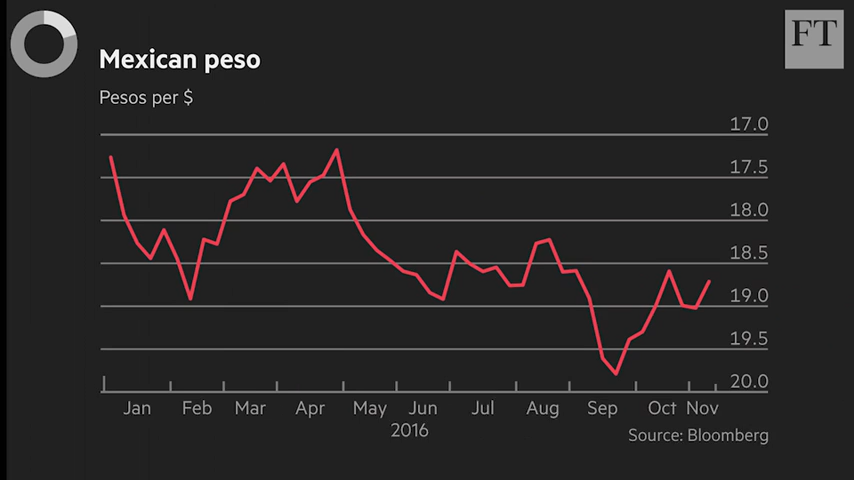 FT
Mexican peso
Pesos per $
17.0
17.5
18.0
18.5
19.0
19.5
20.0
Jan Feb Mar Apr May Jun Jul Aug Sep Oct Nov
2016
Source: Bloomberg